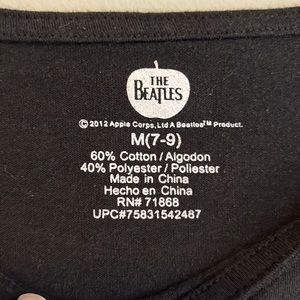 THE
BEATLES
©2012 Apple Corps,Ltd A Beatles™ Product.
M(7-9)
60% Cotton / Algodon
40% Polyester / Poliester
Made in China
Hecho en China
RN# 71868
UPC#75831542487